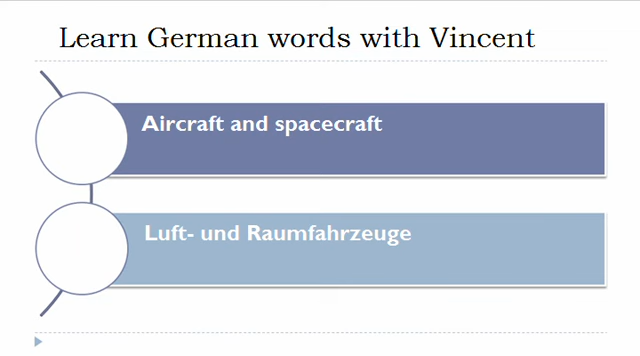 Learn German words with Vincent
Aircraft and spacecraft
Luft- und Raumfahrzeuge